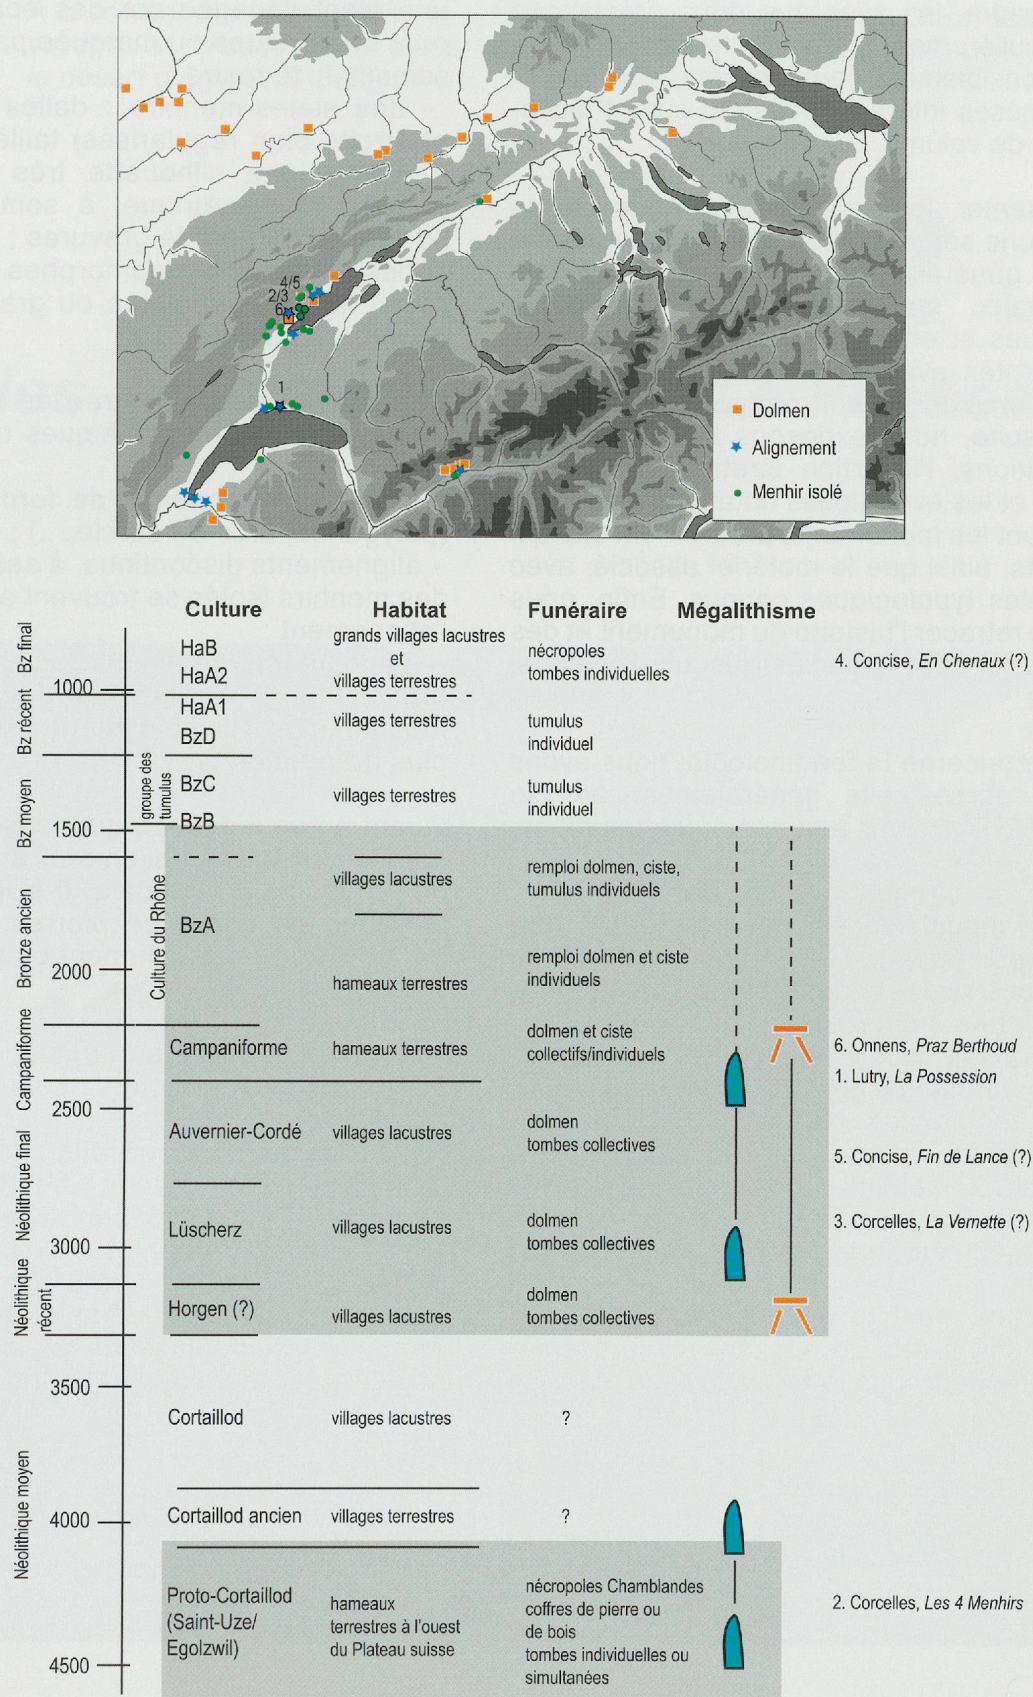 4/5
2/3
6
1
Dolmen
Alignement
Menhir isolé
Culture
Habitat
Funéraire
Mégalithisme
Bz final
HaB
HaA2
grands villages lacustres
et
villages terrestres
nécropoles
tombes individuelles
4. Concise, En Chenaux (?)
1000
Bz récent
HaA1
BzD
villages terrestres
tumulus
individuel
Bz moyen
groupe des
tumulus
BzC
BzB
villages terrestres
tumulus
individuel
1500
Bronze ancien
Culture du Rhône
BzA
villages lacustres
remploi dolmen, ciste,
tumulus individuels
2000
hameaux terrestres
remploi dolmen et ciste
individuels
Campaniforme
Campaniforme
hameaux terrestres
dolmen et ciste
collectifs/individuels
6. Onnens, Praz Berthoud
1. Lutry, La Possession
2500
Néolithique final
Auvernier-Cordé
villages lacustres
dolmen
tombes collectives
5. Concise, Fin de Lance (?)
Lüscherz
villages lacustres
dolmen
tombes collectives
3. Corcelles, La Vernette (?)
3000
Néolithique
récent
Horgen (?)
villages lacustres
dolmen
tombes collectives
3500
Néolithique moyen
Cortaillod
villages lacustres
?
4000
Cortaillod ancien
villages terrestres
?
Proto-Cortaillod
(Saint-Uze/
Egolzwil)
hameaux
terrestres à l'ouest
du Plateau suisse
nécropoles Chamblandes
coffres de pierre ou
de bois
tombes individuelles ou
simultanées
2. Corcelles, Les 4 Menhirs
4500